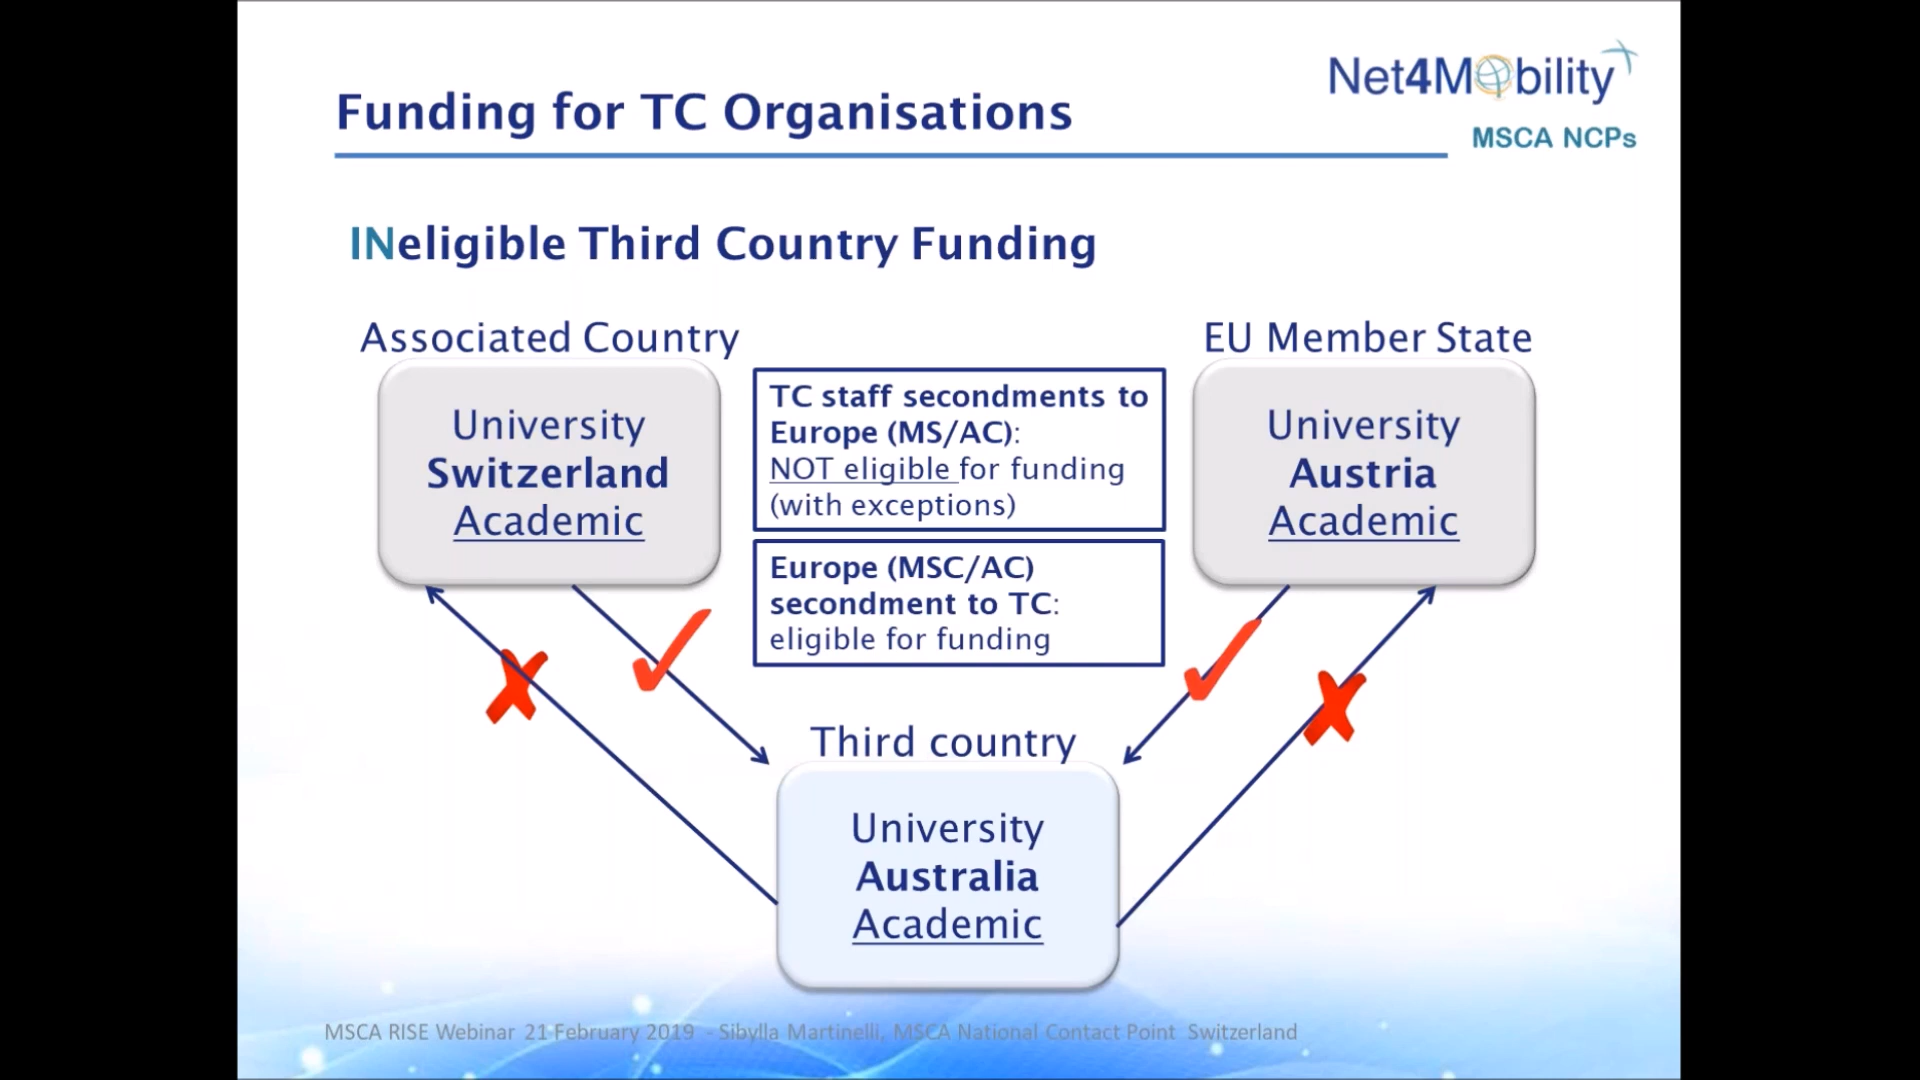 Net4Mobility
MSCA NCPs
Funding for TC Organisations
INeligible Third Country Funding
Associated Country
University
Switzerland
Academic
TC staff secondments to
Europe (MS/AC):
NOT eligible for funding
(with exceptions)
Europe (MSC/AC)
secondment to TC:
eligible for funding
EU Member State
University
Austria
Academic
Third country
University
Australia
Academic
MSCA RISE Webinar 21 February 2019 - Sibylla Martinelli, MSCA National Contact Point Switzerland